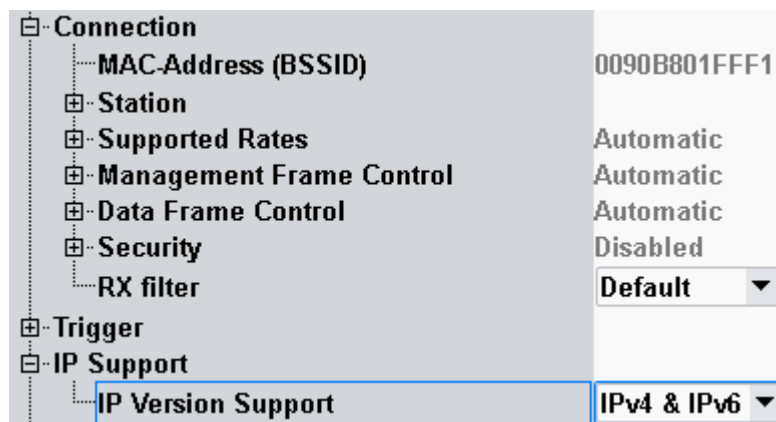 Connection
MAC-Address (BSSID) 0090B801FFF1
Station
Supported Rates Automatic
Management Frame Control Automatic
Data Frame Control Automatic
Security Disabled
RX filter Default
Trigger
IP Support
IP Version Support IPv4 & IPv6